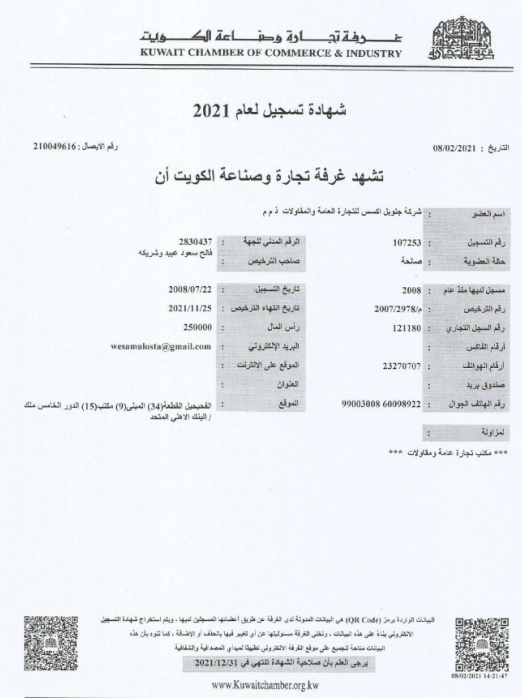 غرفة تجارة وصناعة الكويت
KUWAIT CHAMBER OF COMMERCE & INDUSTRY
شهادة تسجيل لعام 2021
التاريخ : 08/02/2021
رقم الايصال: 210049616
تشهد غرفة تجارة وصناعة الكويت أن
اسم العضو : شركة جلوبل اكسس للتجارة العامة والمقاولات ذ م م
رقم التسجيل : 107253 الرقم المدني للجهة : 2830437
حالة العضوية : صالحة صاحب الترخيص : فالح سعود عبيد وشريكه
مسجل لديها منذ عام : 2008 تاريخ التسجيل : 2008/07/22
رقم الترخيص : م/2007/2978 تاريخ انتهاء الترخيص : 2021/11/25
رقم السجل التجاري : 121180 رأس المال : 250000
أرقام الفاكس : البريد الإلكتروني : wesamalosta@gmail.com
أرقام الهواتف : 23270707 الموقع على الانترنت :
صندوق بريد : العنوان :
رقم الهاتف الجوال : 60098922 99003008 الموقع : الفحيحيل القطعة(34) المبنى(9) مكتب(15) الدور الخامس ملك
/ البنك الاهلي المتحد
لمزاولة :
*** مكتب تجارة عامة ومقاولات ***
البيانات الواردة برمز (QR Code) هي البيانات المدونة لدى الغرفة عن طريق أعضائها المسجلين لديها ، ويتم استخراج شهادة التسجيل
الالكتروني بناءً على هذه البيانات ، وتخلي الغرفة مسئوليتها عن أي تغيير فيها بالحذف أو الإضافة ، كما تنوه بأن هذه
البيانات متاحة للجميع على موقع الغرفة الالكتروني تطبيقاً لمبدأي المصداقية والشفافية
يرجى العلم بأن صلاحية الشهادة تنتهي في 2021/12/31
08/02/2021 14:21:47
www.Kuwaitchamber.org.kw